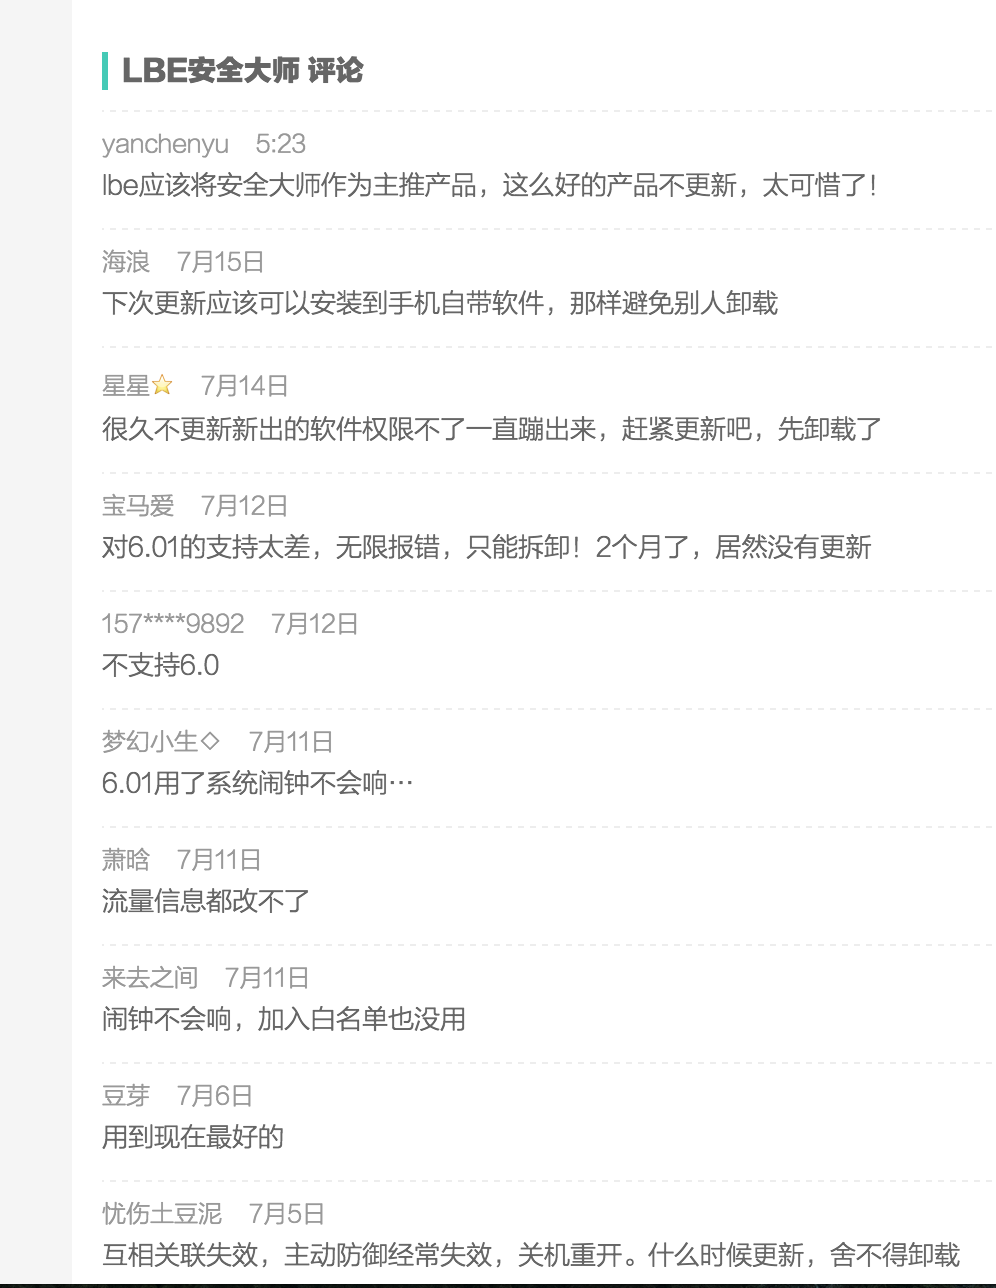 LBE安全大师 评论
yanchenyu 5:23
lbe应该将安全大师作为主推产品，这么好的产品不更新，太可惜了！
海浪 7月15日
下次更新应该可以安装到手机自带软件，那样避免别人卸载
星星⭐ 7月14日
很久不更新新出的软件权限不了一直蹦出来，赶紧更新吧，先卸载了
宝马爱 7月12日
对6.01的支持太差，无限报错，只能拆卸！2个月了，居然没有更新
157****9892 7月12日
不支持6.0
梦幻小生◇ 7月11日
6.01用了系统闹钟不会响…
萧晗 7月11日
流量信息都改不了
来去之间 7月11日
闹钟不会响，加入白名单也没用
豆芽 7月6日
用到现在最好的
忧伤土豆泥 7月5日
互相关联失效，主动防御经常失效，关机重开。什么时候更新，舍不得卸载